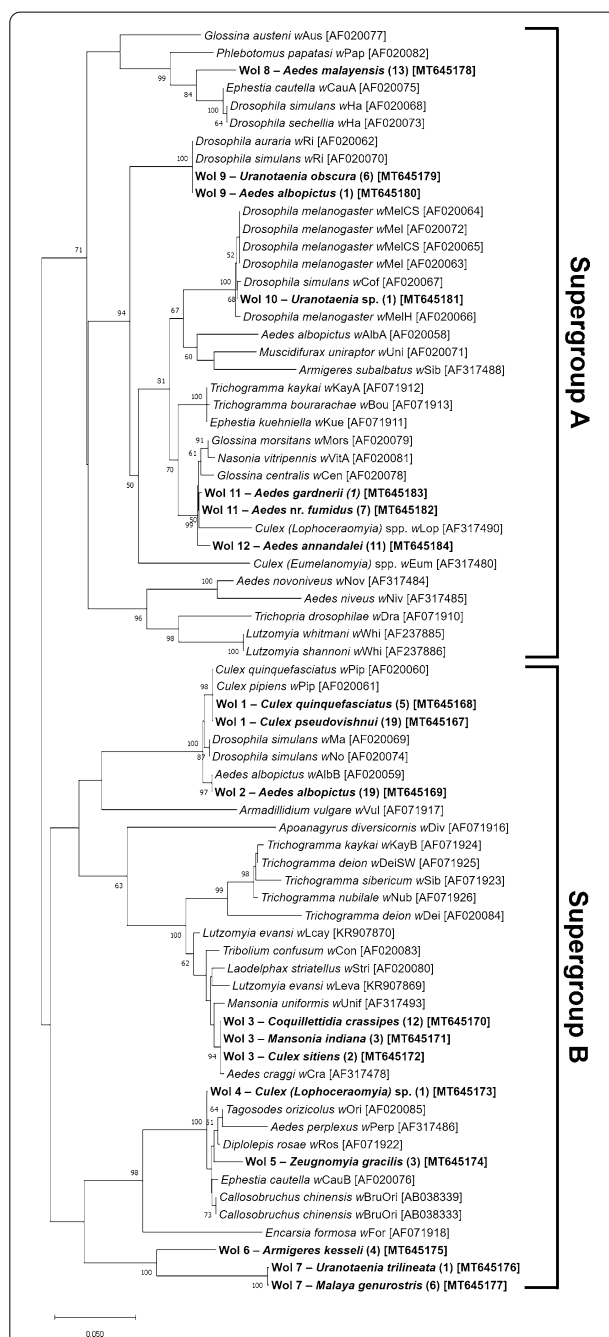 Glossina austeni wAus [AF020077]
Phlebotomus papatasi wPap [AF020082]
99
Wol 8 – Aedes malayensis (13) [MT645178]
84
Ephestia cautella wCauA [AF020075]
Drosophila simulans wHa [AF020068]
100
64
Drosophila sechellia wHa [AF020073]
Drosophila auraria wRi [AF020062]
100
Drosophila simulans wRi [AF020070]
Wol 9 – Uranotaenia obscura (6) [MT645179]
Wol 9 – Aedes albopictus (1) [MT645180]
Drosophila melanogaster wMelCS [AF020064]
Drosophila melanogaster wMel [AF020072]
71
Drosophila melanogaster wMelCS [AF020065]
52
Drosophila melanogaster wMel [AF020063]
100
Drosophila simulans wCof [AF020067]
68
Wol 10 – Uranotaenia sp. (1) [MT645181]
94
67
Drosophila melanogaster wMelH [AF020066]
Aedes albopictus wAlbA [AF020058]
60
Muscidifurax uniraptor wUni [AF020071]
Armigeres subalbatus wSib [AF317488]
81
Trichogramma kaykai wKayA [AF071912]
100
Trichogramma bourarachae wBou [AF071913]
Ephestia kuehniella wKue [AF071911]
91
Glossina morsitans wMors [AF020079]
61
70
Nasonia vitripennis wVitA [AF020081]
Glossina centralis wCen [AF020078]
50
Wol 11 – Aedes gardnerii (1) [MT645183]
Wol 11 – Aedes nr. fumidus (7) [MT645182]
50
99
Culex (Lophoceraomyia) spp. wLop [AF317490]
Wol 12 – Aedes annandalei (11) [MT645184]
Culex (Eumelanomyia) spp. wEum [AF317480]
100
Aedes novoniveus wNov [AF317484]
Aedes niveus wNiv [AF317485]
96
Trichopria drosophilae wDra [AF071910]
98
Lutzomyia whitmani wWhi [AF237885]
100
Lutzomyia shannoni wWhi [AF237886]
Supergroup A
Culex quinquefasciatus wPip [AF020060]
98
Culex pipiens wPip [AF020061]
Wol 1 – Culex quinquefasciatus (5) [MT645168]
Wol 1 – Culex pseudovishnui (19) [MT645167]
100
Drosophila simulans wMa [AF020069]
87
Drosophila simulans wNo [AF020074]
Aedes albopictus wAlbB [AF020059]
97
Wol 2 – Aedes albopictus (19) [MT645169]
Armadillidium vulgare wVul [AF071917]
Apoanagyrus diversicornis wDiv [AF071916]
Trichogramma kaykai wKayB [AF071924]
63
98
Trichogramma deion wDeiSW [AF071925]
Trichogramma sibericum wSib [AF071923]
99
Trichogramma nubilale wNub [AF071926]
Trichogramma deion wDei [AF020084]
100
Lutzomyia evansi wLcay [KR907870]
62
Tribolium confusum wCon [AF020083]
Laodelphax striatellus wStri [AF020080]
Lutzomyia evansi wLeva [KR907869]
Mansonia uniformis wUnif [AF317493]
Wol 3 – Coquillettidia crassipes (12) [MT645170]
Wol 3 – Mansonia indiana (3) [MT645171]
94
Wol 3 – Culex sitiens (2) [MT645172]
Aedes craggi wCra [AF317478]
Wol 4 – Culex (Lophoceraomyia) sp. (1) [MT645173]
64
Tagosodes orizicolus wOri [AF020085]
100
61
Aedes perplexus wPerp [AF317486]
Diplolepis rosae wRos [AF071922]
Wol 5 – Zeugnomyia gracilis (3) [MT645174]
98
Ephestia cautella wCauB [AF020076]
Callosobruchus chinensis wBruOri [AB038339]
73
Callosobruchus chinensis wBruOri [AB038333]
Encarsia formosa wFor [AF071918]
Wol 6 – Armigeres kesseli (4) [MT645175]
100
Wol 7 – Uranotaenia trilineata (1) [MT645176]
100
Wol 7 – Malaya genurostris (6) [MT645177]
Supergroup B
0.050